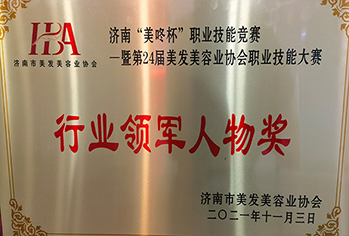 HBA
济南市美发美容业协会
济南“美咚杯”职业技能竞赛
—暨第24届美发美容业协会职业技能大赛
行业领军人物奖
济南市美发美容业协会
二〇二一年十一月三日